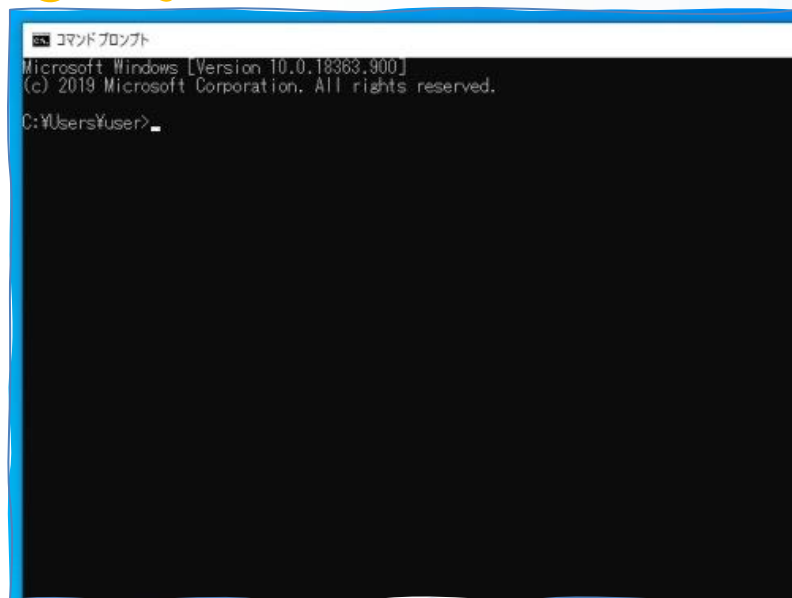 コマンド プロンプト
Microsoft Windows [Version 10.0.18363.900]
(c) 2019 Microsoft Corporation. All rights reserved.
C:¥Users¥user>